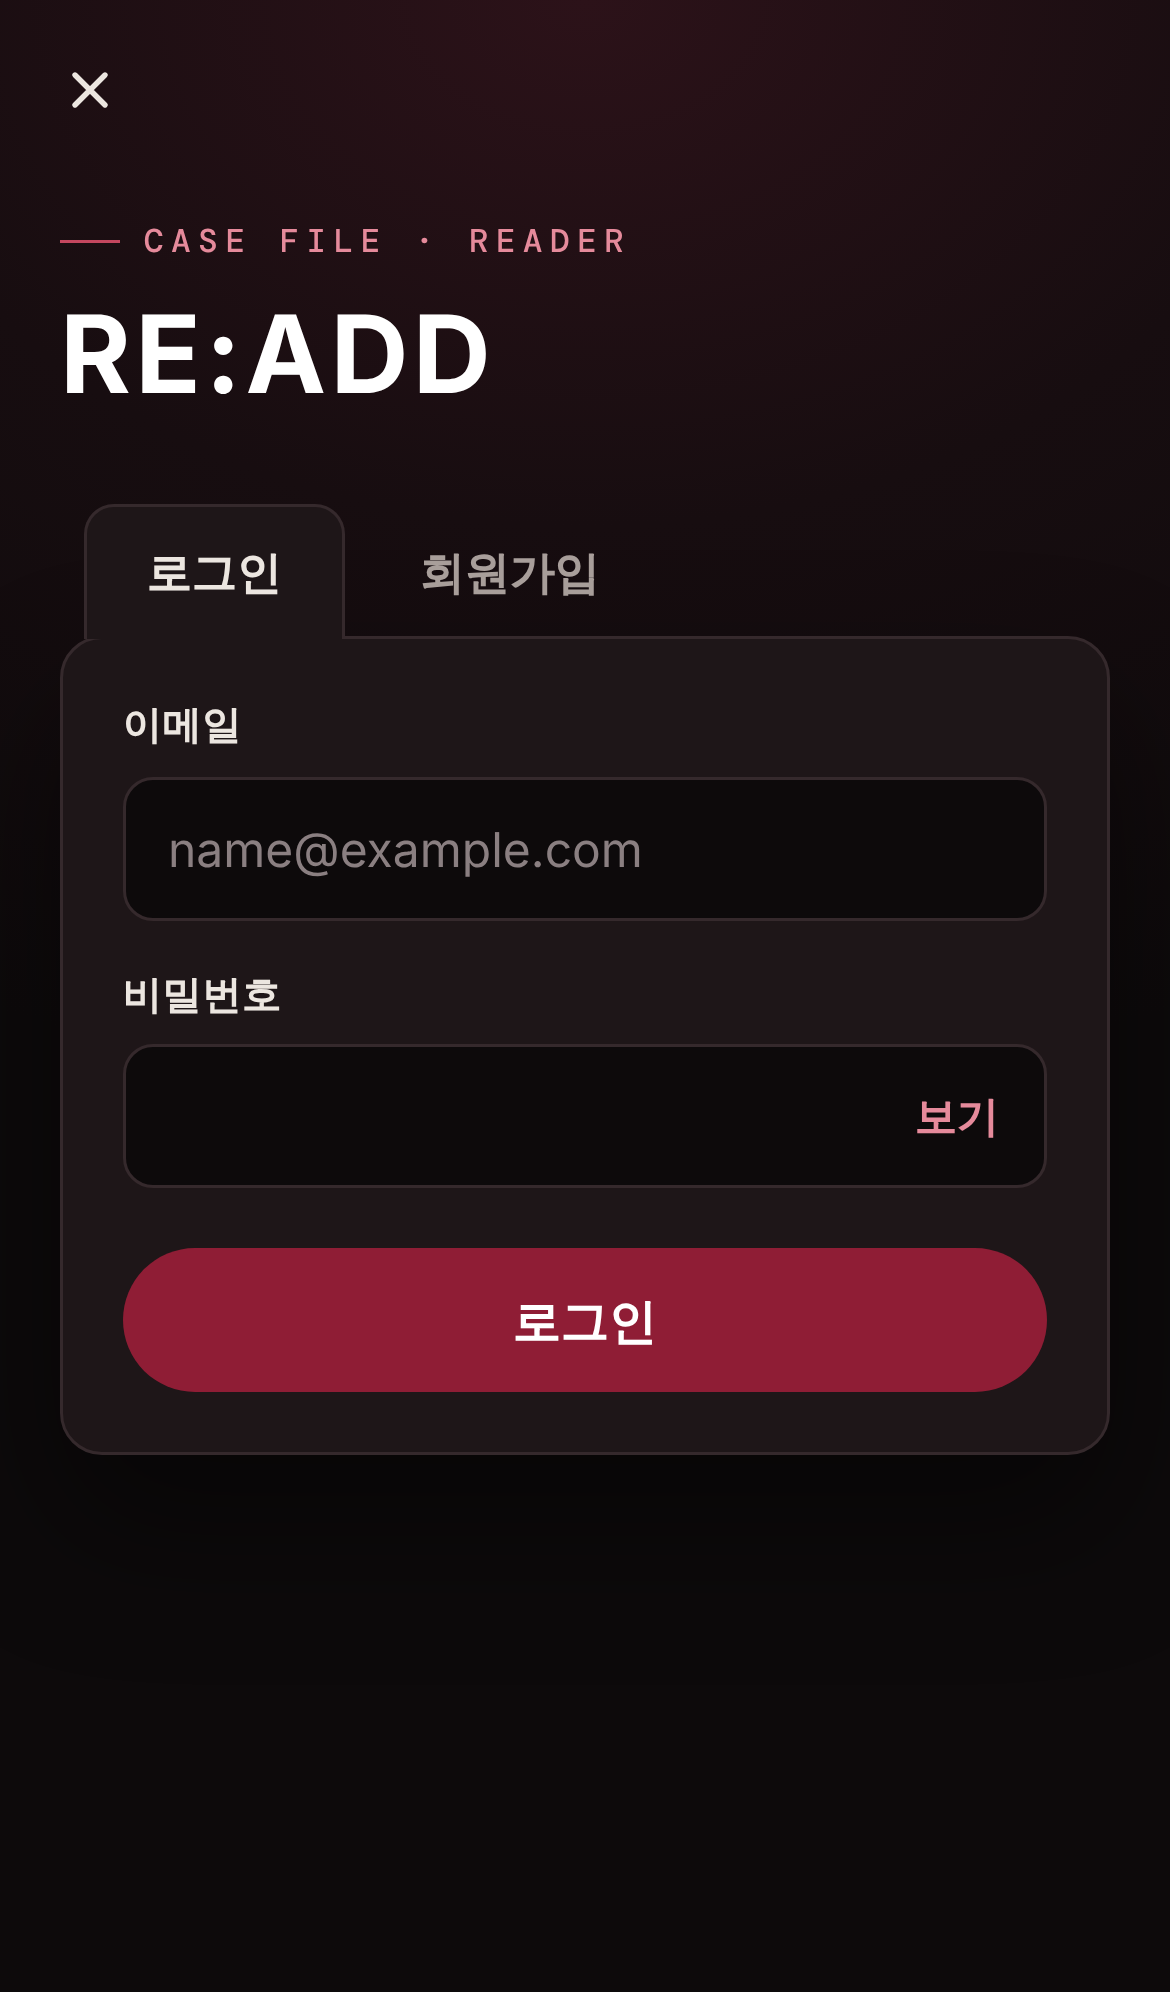 CASE FILE · READER
RE:ADD
로그인 회원가입
이메일
name@example.com
비밀번호
보기
로그인